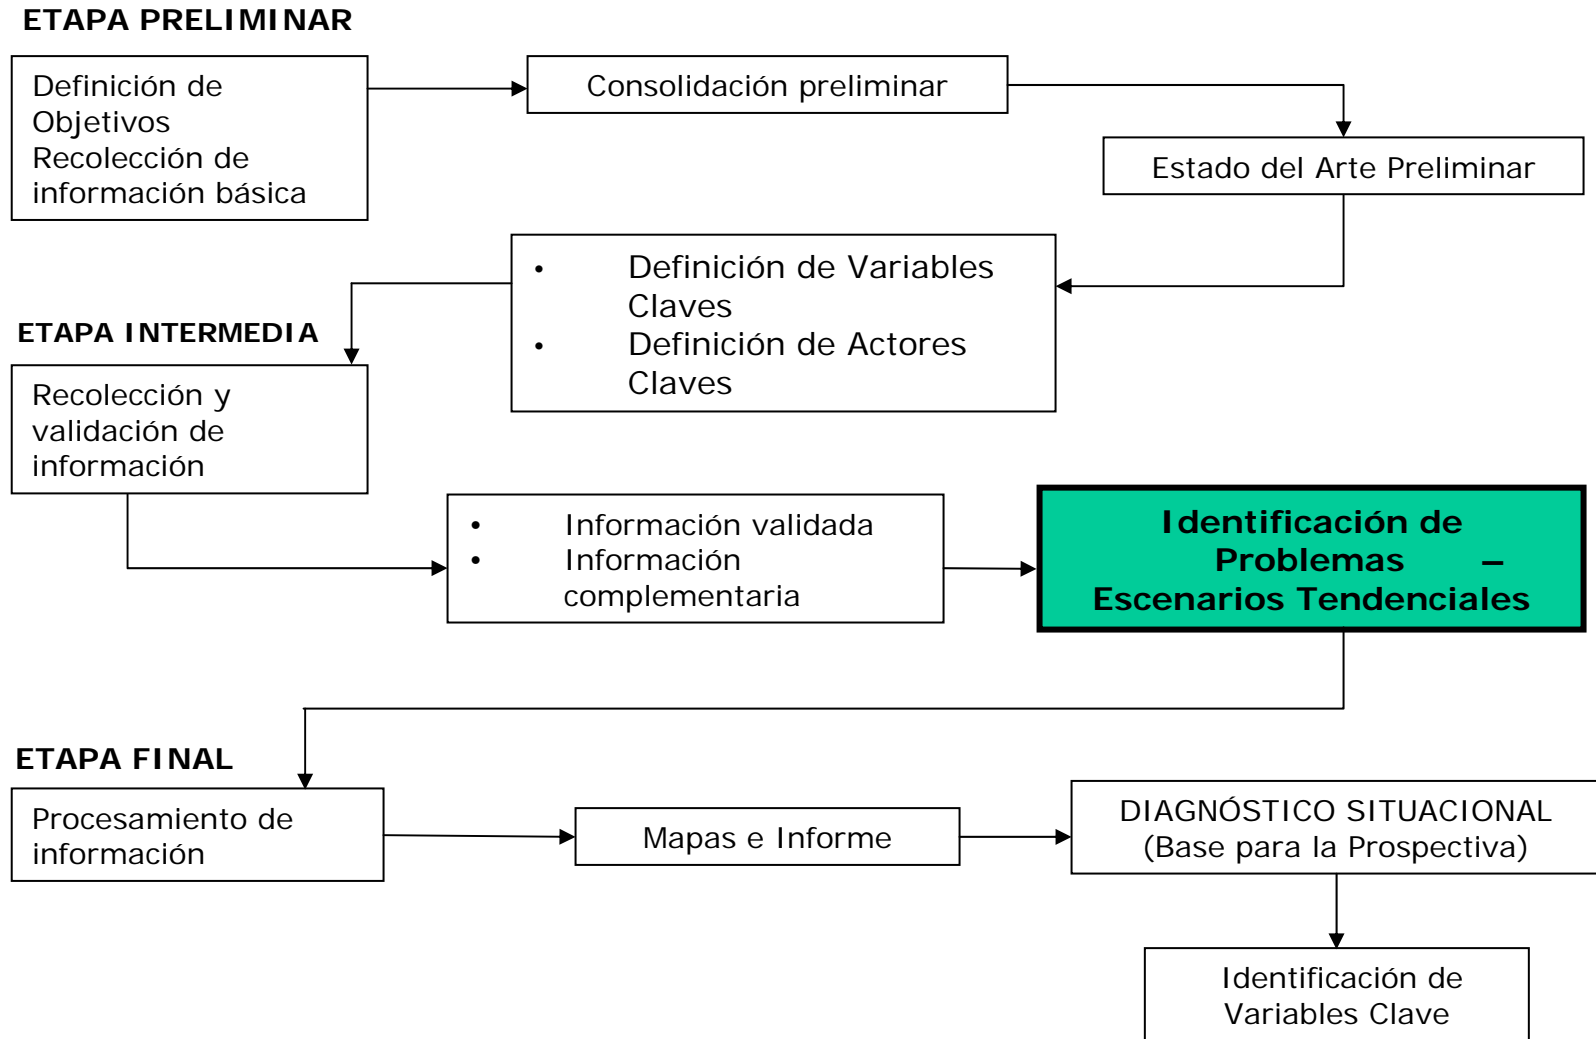 ETAPA PRELIMINAR
Definición de
Objetivos
Recolección de
información básica
Consolidación preliminar
Estado del Arte Preliminar
• Definición de Variables
Claves
• Definición de Actores
Claves
ETAPA INTERMEDIA
Recolección y
validación de
información
• Información validada
• Información
complementaria
Identificación de
Problemas –
Escenarios Tendenciales
ETAPA FINAL
Procesamiento de
información
Mapas e Informe
DIAGNÓSTICO SITUACIONAL
(Base para la Prospectiva)
Identificación de
Variables Clave